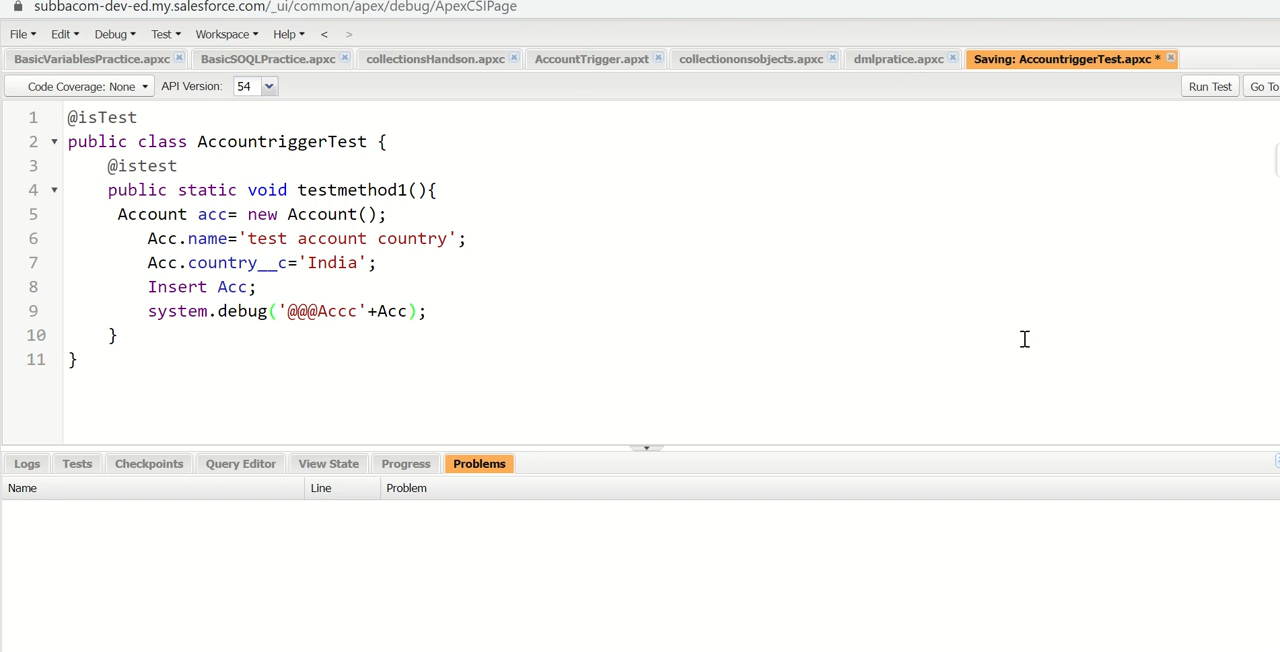 subbacom-dev-ed.my.salesforce.com/_ui/common/apex/debug/ApexCSIPage
File Edit Debug Test Workspace Help < >
BasicVariablesPractice.apxc BasicSOQLPractice.apxc collectionsHandson.apxc AccountTrigger.apxt collectiononsobjects.apxc dmlpratice.apxc Saving: AccountriggerTest.apxc *
Code Coverage: None API Version: 54 Run Test Go To
1 @isTest
2 public class AccountriggerTest {
3 @istest
4 public static void testmethod1(){
5 Account acc= new Account();
6 Acc.name='test account country';
7 Acc.country__c='India';
8 Insert Acc;
9 system.debug('@@@Accc'+Acc);
10 }
11 }
Logs Tests Checkpoints Query Editor View State Progress Problems
Name Line Problem